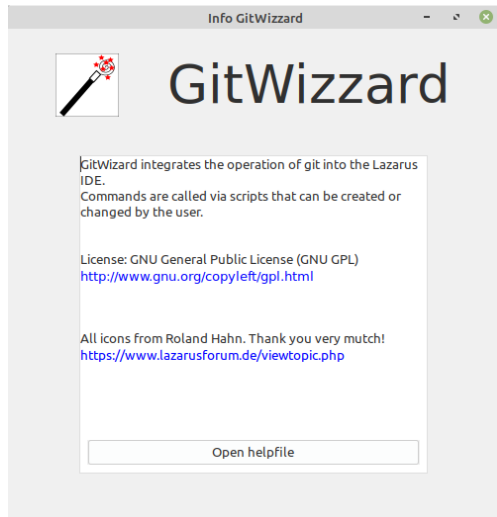 Info GitWizzard
GitWizzard
GitWizard integrates the operation of git into the Lazarus
IDE.
Commands are called via scripts that can be created or
changed by the user.
License: GNU General Public License (GNU GPL)
http://www.gnu.org/copyleft/gpl.html
All icons from Roland Hahn. Thank you very mutch!
https://www.lazarusforum.de/viewtopic.php
Open helpfile